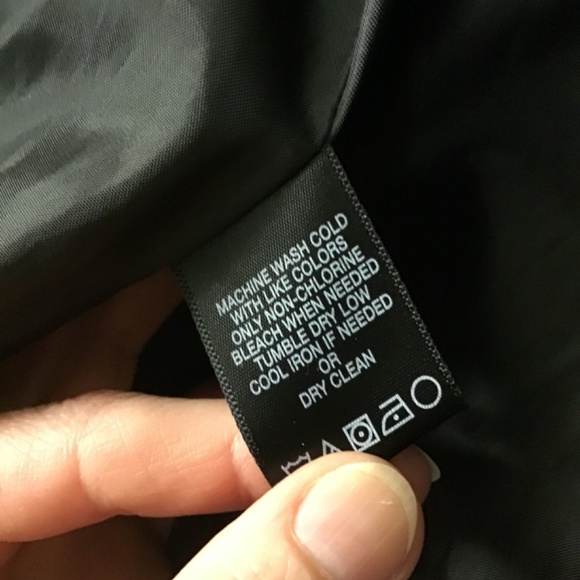 MACHINE WASH COLD
WITH LIKE COLORS
ONLY NON-CHLORINE
BLEACH WHEN NEEDED
TUMBLE DRY LOW
COOL IRON IF NEEDED
OR
DRY CLEAN